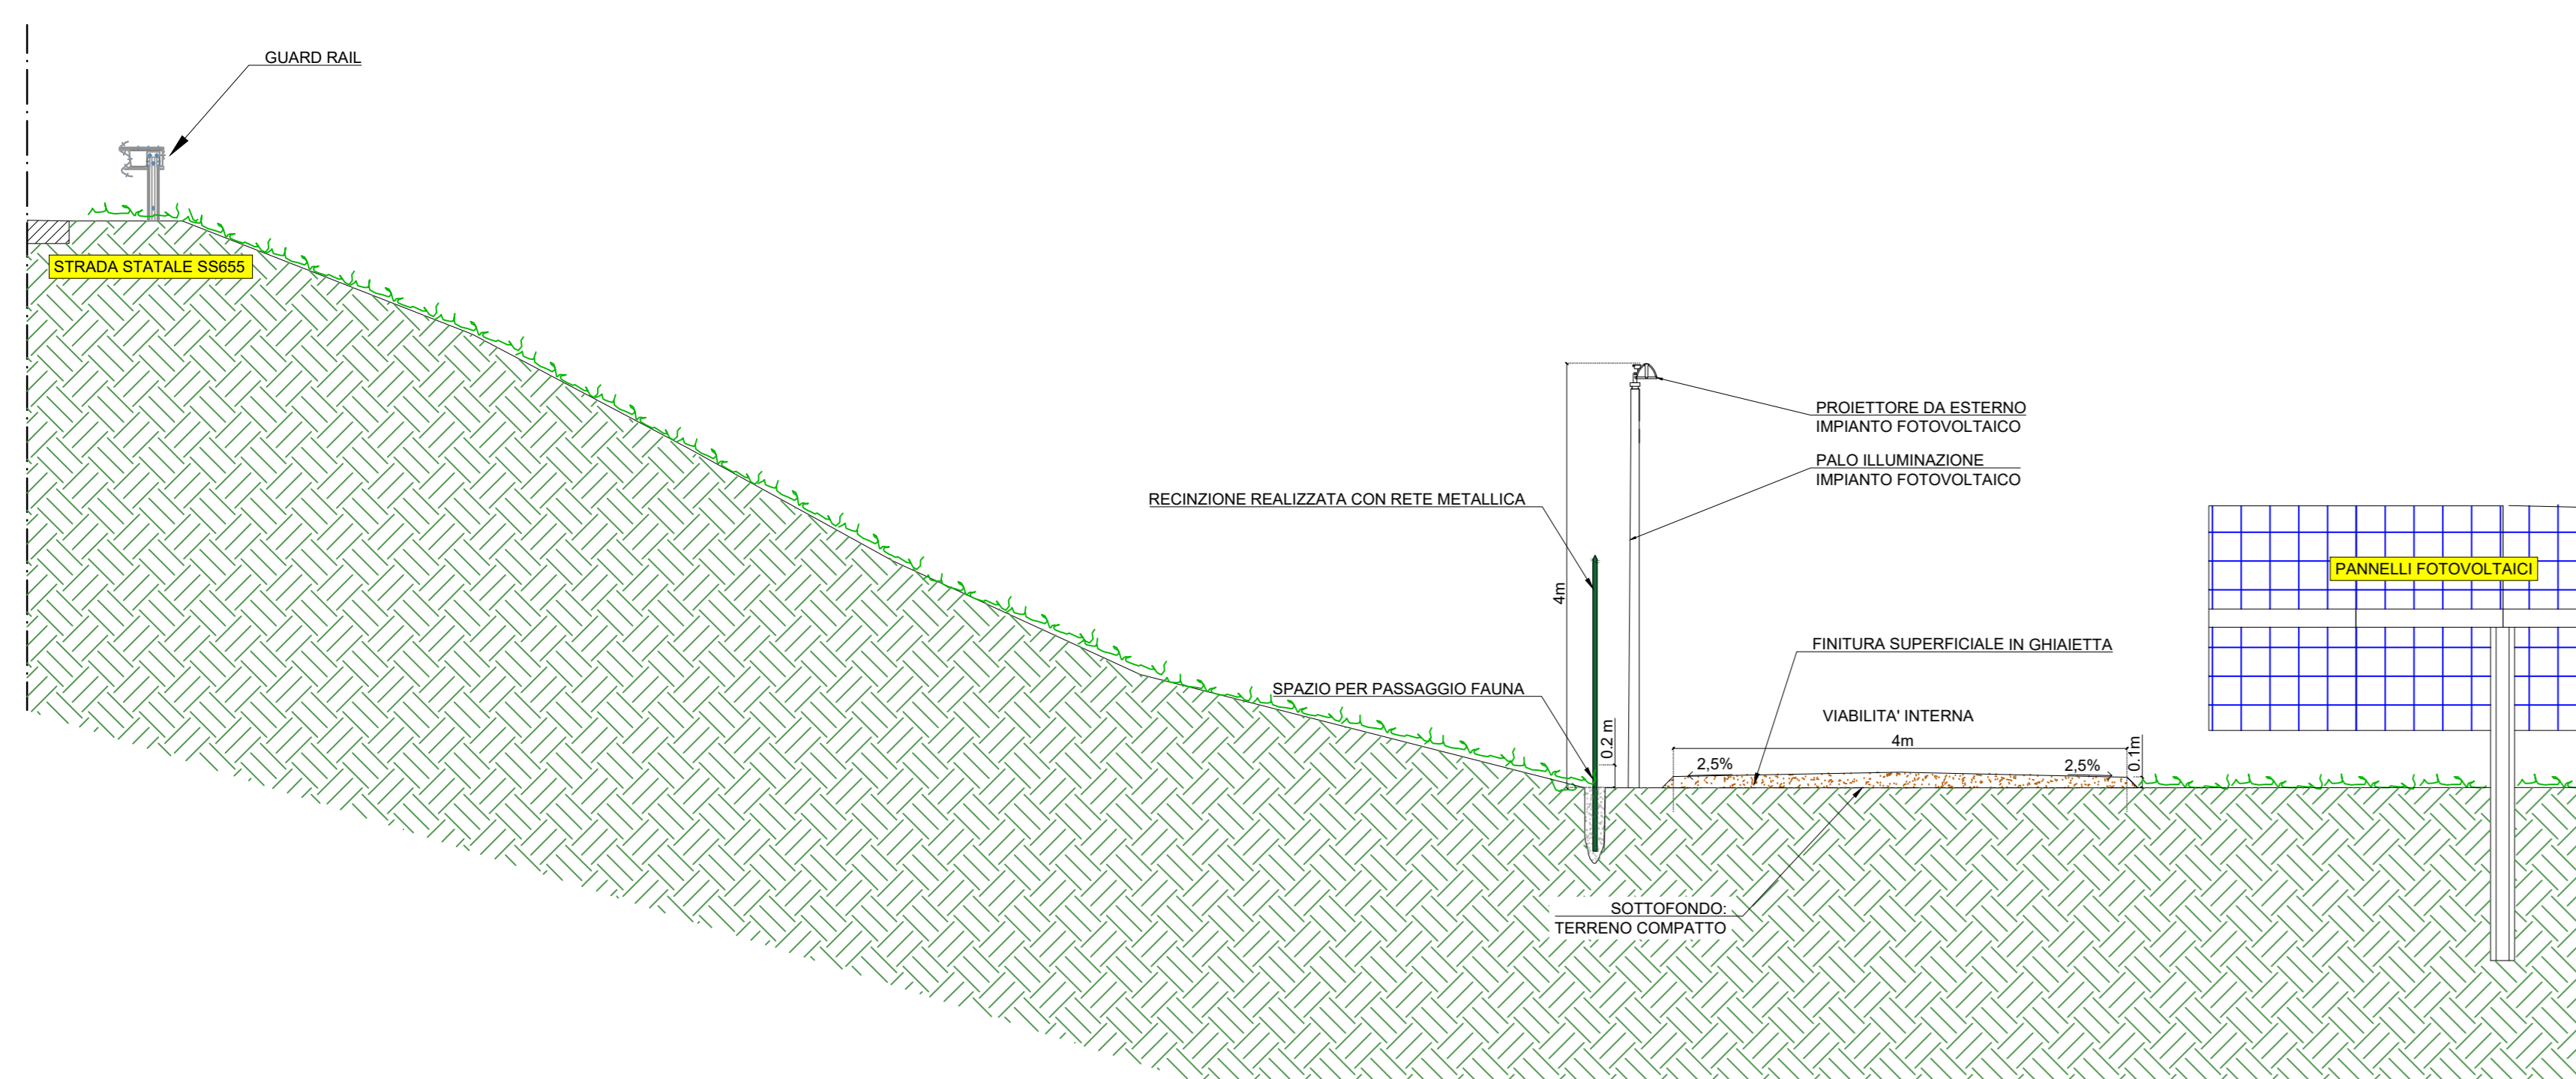 GUARD RAIL
STRADA STATALE SS655
PROIETTORE DA ESTERNO
IMPIANTO FOTOVOLTAICO
PALO ILLUMINAZIONE
IMPIANTO FOTOVOLTAICO
RECINZIONE REALIZZATA CON RETE METALLICA
4m
PANNELLI FOTOVOLTAICI
FINITURA SUPERFICIALE IN GHIAIETTA
SPAZIO PER PASSAGGIO FAUNA
0.2 m
VIABILITA' INTERNA
4m
0.1m
2,5%
2,5%
SOTTOFONDO:
TERRENO COMPATTO